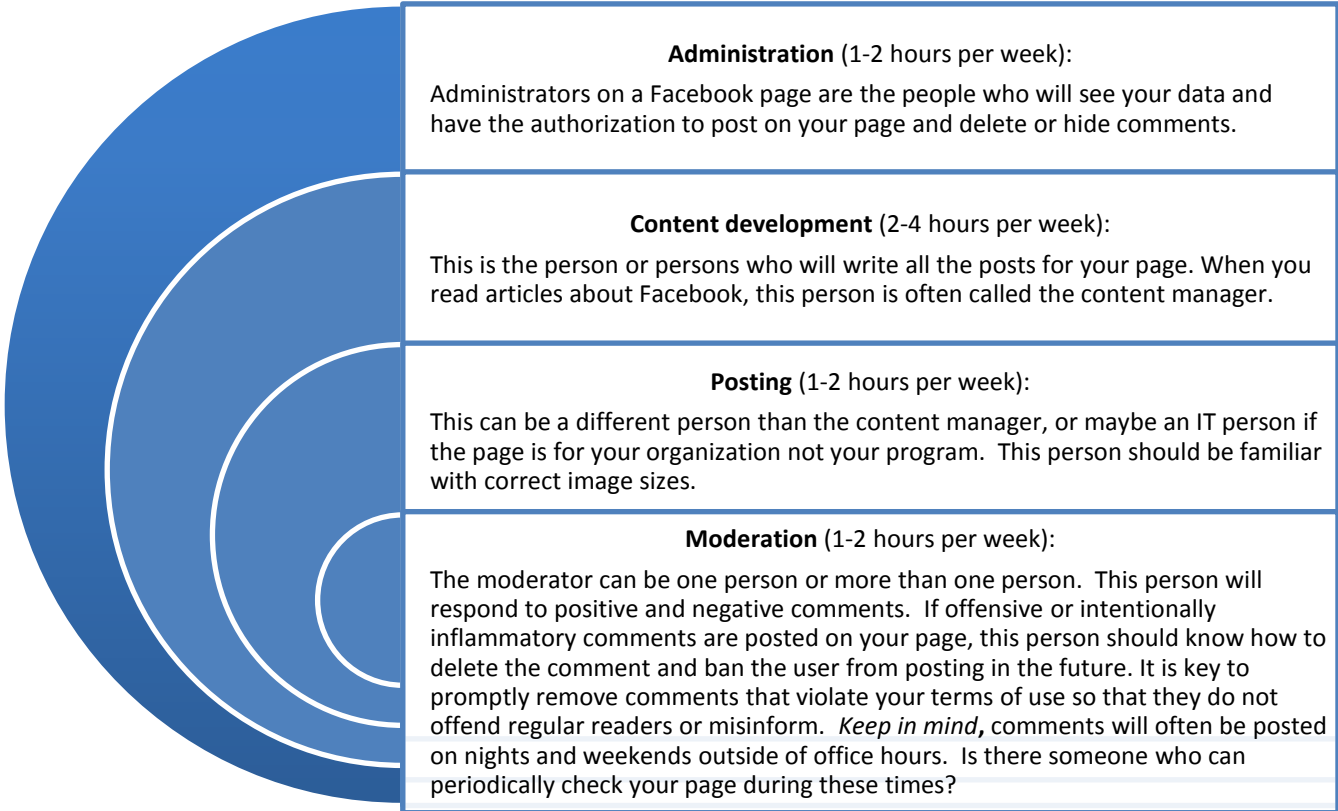 Administration (1-2 hours per week):
Administrators on a Facebook page are the people who will see your data and
have the authorization to post on your page and delete or hide comments.
Content development (2-4 hours per week):
This is the person or persons who will write all the posts for your page. When you
read articles about Facebook, this person is often called the content manager.
Posting (1-2 hours per week):
This can be a different person than the content manager, or maybe an IT person if
the page is for your organization not your program.  This person should be familiar
with correct image sizes.
Moderation (1-2 hours per week):
The moderator can be one person or more than one person.  This person will
respond to positive and negative comments.  If offensive or intentionally
inflammatory comments are posted on your page, this person should know how to
delete the comment and ban the user from posting in the future. It is key to
promptly remove comments that violate your terms of use so that they do not
offend regular readers or misinform.  Keep in mind, comments will often be posted
on nights and weekends outside of office hours.  Is there someone who can
periodically check your page during these times?